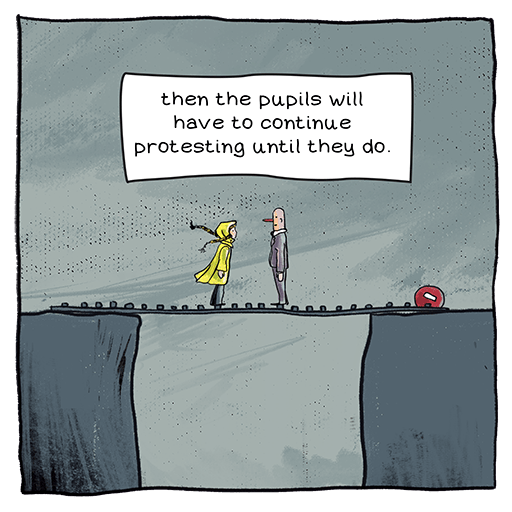 then the pupils will
have to continue
protesting until they do.